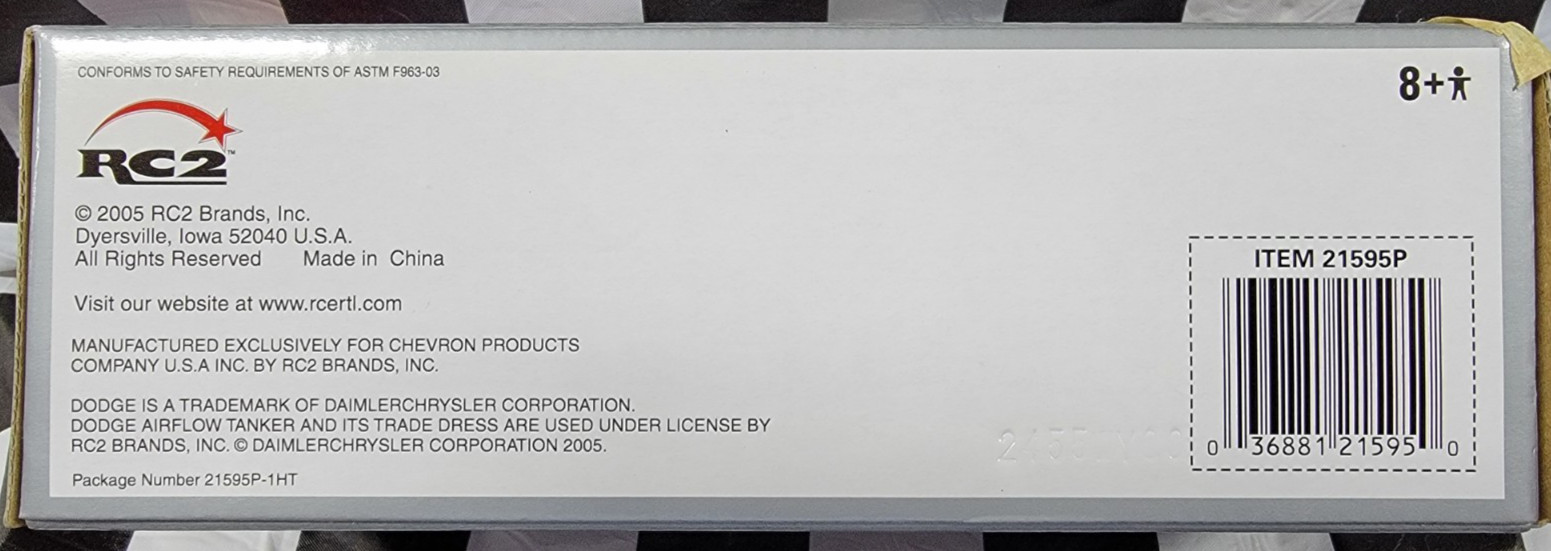 CONFORMS TO SAFETY REQUIREMENTS OF ASTM F963-03
8+
RC2™
© 2005 RC2 Brands, Inc.
Dyersville, Iowa 52040 U.S.A.
All Rights Reserved Made in China
Visit our website at www.rcertl.com
MANUFACTURED EXCLUSIVELY FOR CHEVRON PRODUCTS
COMPANY U.S.A INC. BY RC2 BRANDS, INC.
DODGE IS A TRADEMARK OF DAIMLERCHRYSLER CORPORATION.
DODGE AIRFLOW TANKER AND ITS TRADE DRESS ARE USED UNDER LICENSE BY
RC2 BRANDS, INC. © DAIMLERCHRYSLER CORPORATION 2005.
Package Number 21595P-1HT
ITEM 21595P
0 36881 21595 0